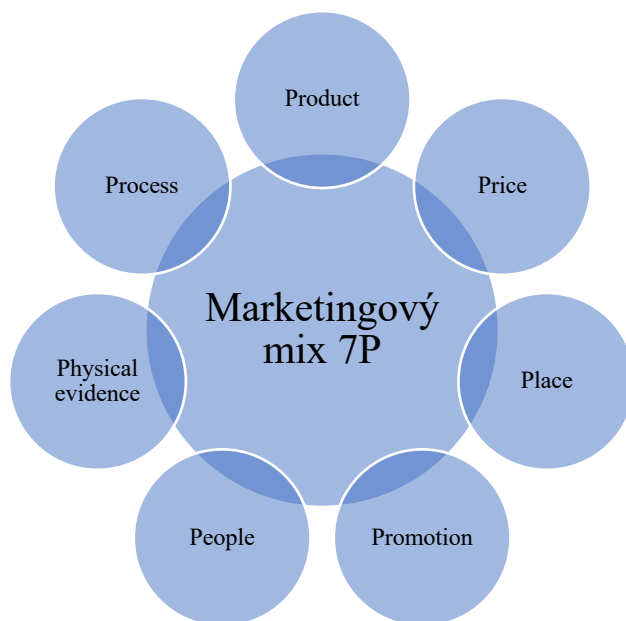 Product
Process
Price
Marketingový
mix 7P
Physical
evidence
Place
People
Promotion